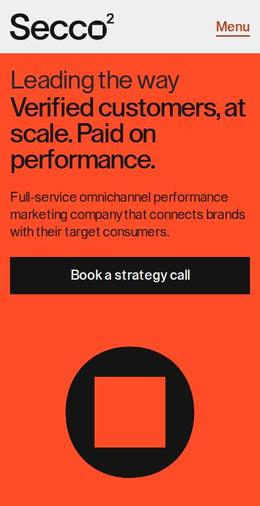 Secco²
Menu
Leading the way
Verified customers, at
scale. Paid on
performance.
Full-service omnichannel performance
marketing company that connects brands
with their target consumers.
Book a strategy call